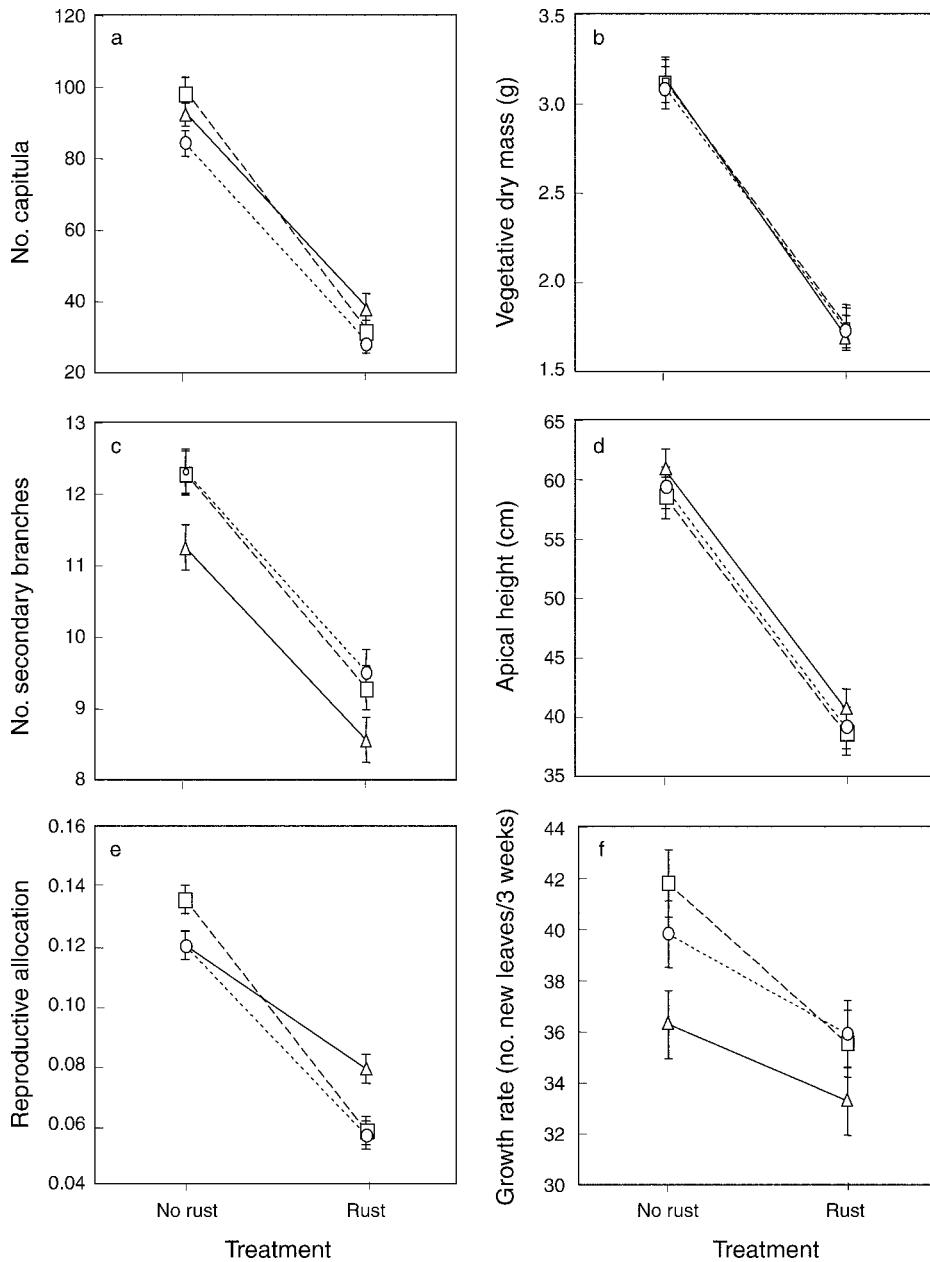 a
No. capitula
120
100
80
60
40
20
b
Vegetative dry mass (g)
3.5
3.0
2.5
2.0
1.5
c
No. secondary branches
13
12
11
10
9
8
d
Apical height (cm)
65
60
55
50
45
40
35
e
Reproductive allocation
0.16
0.14
0.12
0.10
0.08
0.06
0.04
No rust Rust
Treatment
f
Growth rate (no. new leaves/3 weeks)
44
42
40
38
36
34
32
30
No rust Rust
Treatment